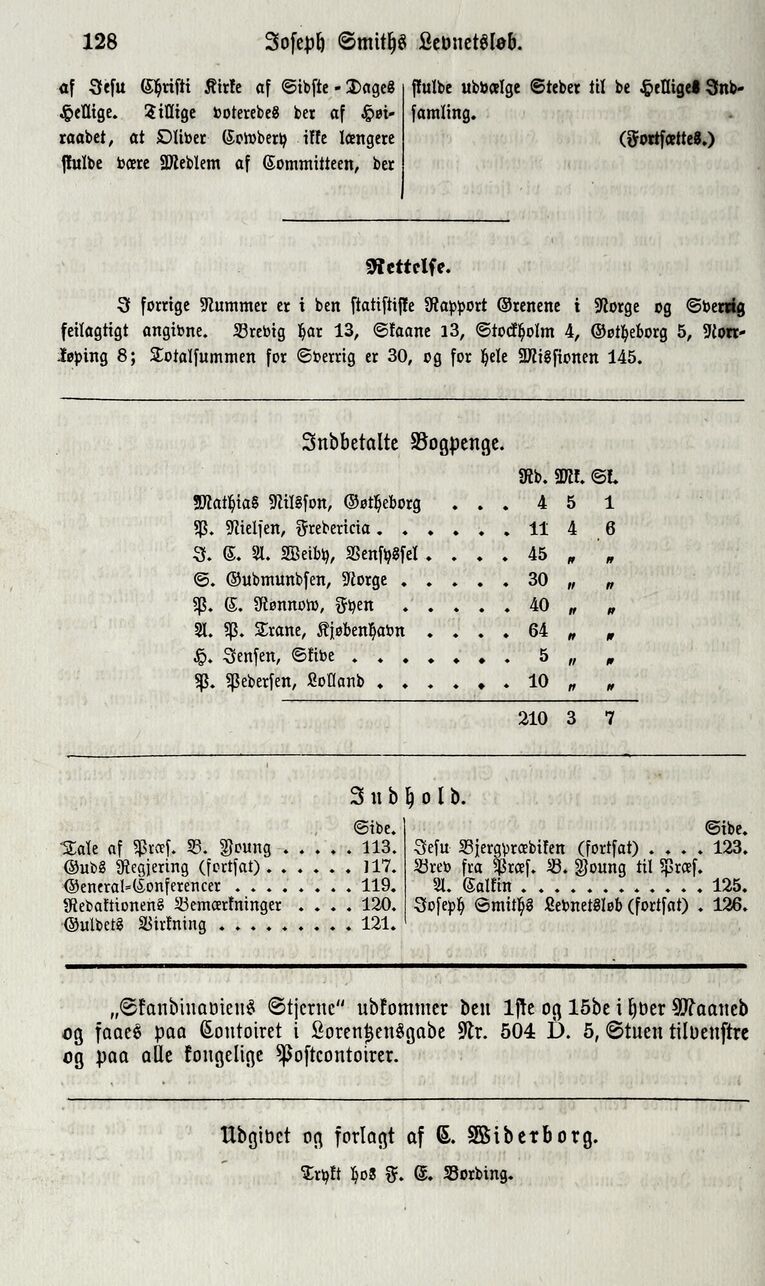 128 Joseph Smiths Levnetsløb.
af Jesu Christi Kirke af Sidste-Dages
Hellige. Tillige voteredes der af Høi-
raadet, at Oliver Cowdery ikke længere
skulde være Medlem af Committeen, der
skulde udvælge Steder til de Helliges Ind-
samling.
(Fortsættes.)
Rettelse.
I forrige Nummer er i den statistiske Rapport Grenene i Norge og Sverrig
feilagtigt angivne. Brevig har 13, Skaane 13, Stockholm 4, Gøtheborg 5, Norr-
køping 8; Totalsummen for Sverrig er 30, og for hele Missionen 145.
Indbetalte Bogpenge.
Rd. Mk. Sk.
Mathias Nilsson, Gøtheborg . . . 4 5 1
P. Nielsen, Fredericia . . . . . . 11 4 6
J. C. A. Weibye, Vensyssel . . . . 45 „ „
G. Gudmundsen, Norge . . . . . 30 „ „
P. C. Rønnow, Fyen . . . . . 40 „ „
A. P. Trane, Kjøbenhavn . . . . 64 „ „
H. Jensen, Skive . . . . . . . 5 „ „
P. Pedersen, Lolland . . . . . . 10 „ „
210 3 7
Indhold.
Side.
Tale af Præs. B. Young . . . . . 113.
Guds Regjering (fortsat) . . . . . . 117.
General-Conferencer . . . . . . . . 119.
Redaktionens Bemærkninger . . . . 120.
Guldets Virkning . . . . . . . . . 121.
Side.
Jesu Bjergprædiken (fortsat) . . . . 123.
Brev fra Præs. B. Young til Præs.
A. Calkin . . . . . . . . . . . . 125.
Joseph Smiths Levnetsløb (fortsat) . 126.
„Skandinaviens Stjerne“ udkommer den 1ste og 15de i hver Maaned
og faaes paa Contoiret i Lorentzensgade Nr. 504 D. 5, Stuen tilvenstre
og paa alle kongelige Postcontoirer.
Udgivet og forlagt af C. Widerborg.
Trykt hos F. E. Bording.